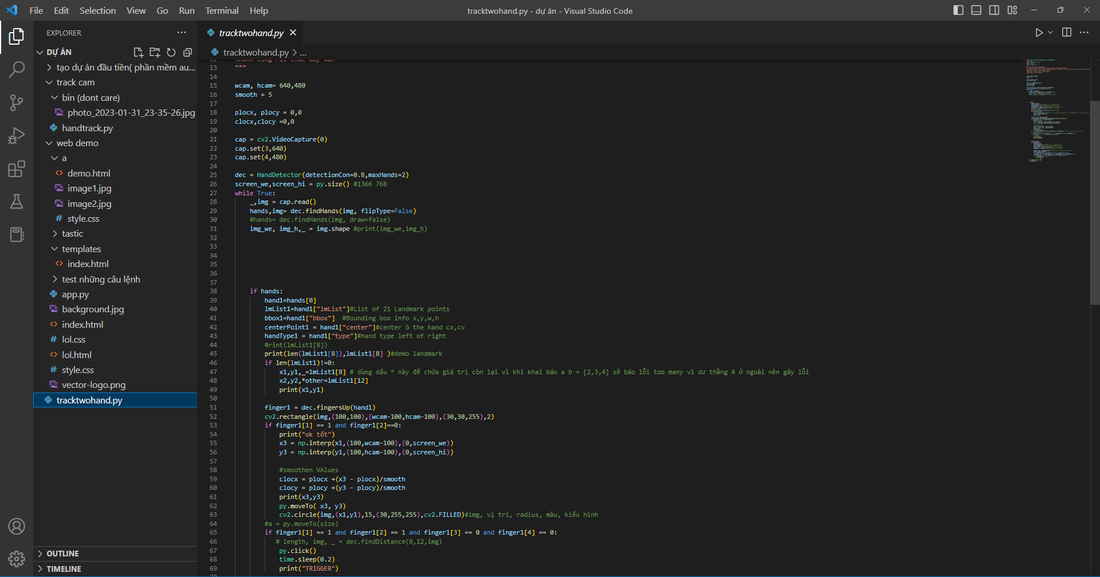 File Edit Selection View Go Run Terminal Help
tracktwohand.py - dự án - Visual Studio Code
EXPLORER
DỰ ÁN
tạo dự án đầu tiên( phần mềm au...
track cam
bin (dont care)
photo_2023-01-31_23-35-26.jpg
handtrack.py
web demo
a
demo.html
image1.jpg
image2.jpg
style.css
tastic
templates
index.html
test những câu lệnh
app.py
background.jpg
index.html
lol.css
lol.html
style.css
vector-logo.png
tracktwohand.py
OUTLINE
TIMELINE
tracktwohand.py
tracktwohand.py > ...
13 """
14
15 wcam, hcam= 640,480
16 smooth = 5
17
18 plocx, plocy = 0,0
19 clocx,clocy =0,0
20
21 cap = cv2.VideoCapture(0)
22 cap.set(3,640)
23 cap.set(4,480)
24
25 dec = HandDetector(detectionCon=0.8,maxHands=2)
26 screen_we,screen_hi = py.size() #1366 768
27 while True:
28 _,img = cap.read()
29 hands,img= dec.findHands(img, flipType=False)
30 #hands= dec.findHands(img, draw=false)
31 img_we, img_h,_ = img.shape #print(img_we,img_h)
32
33
34
35
36
37
38 if hands:
39 hand1=hands[0]
40 lmList1=hand1["lmList"]#List of 21 Landmark points
41 bbox1=hand1["bbox"] #Bounding box info x,y,w,h
42 centerPoint1 = hand1["center"]#center ò the hand cx,cv
43 handType1 = hand1["type"]#hand type left of right
44 #rint(lmList1[8])
45 print(len(lmList1[8]),lmList1[8] )#demo landmark
46 if len(lmList1)!=0:
47 x1,y1,_=lmList1[8] # dùng dấu * này để chứa giá trị còn lại vì khi khai báo a b = [2,3,4] sẽ báo lỗi too many vì dư thằng 4 ở ngoài nên gây lỗi
48 x2,y2,*other=lmList1[12]
49 print(x1,y1)
50
51 finger1 = dec.fingersUp(hand1)
52 cv2.rectangle(img,(100,100),(wcam-100,hcam-100),(30,30,255),2)
53 if finger1[1] == 1 and finger1[2]==0:
54 print("ok tốt")
55 x3 = np.interp(x1,(100,wcam-100),(0,screen_we))
56 y3 = np.interp(y1,(100,hcam-100),(0,screen_hi))
57
58 #smoothen VAlues
59 clocx = plocx +(x3 - plocx)/smooth
60 clocy = plocy +(y3 - plocy)/smooth
61 print(x3,y3)
62 py.moveTo( x3, y3)
63 cv2.circle(img,(x1,y1),15,(30,255,255),cv2.FILLED)#img, vị trí, radius, màu, kiểu hình
64 #a = py.moveTo(size)
65 if finger1[1] == 1 and finger1[2] == 1 and finger1[3] == 0 and finger1[4] == 0:
66 # length, img, _ = dec.findDistance(8,12,img)
67 py.click()
68 time.sleep(0.2)
69 print("TRIGGER")